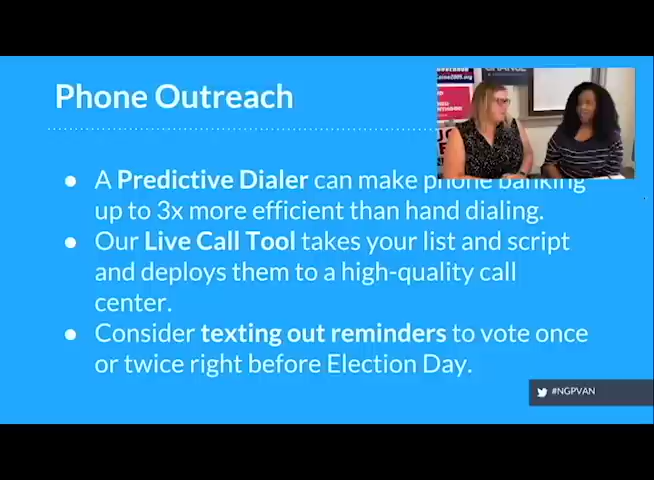 Phone Outreach
CHANGE
● A Predictive Dialer can make phone banking
up to 3x more efficient than hand dialing.
● Our Live Call Tool takes your list and script
and deploys them to a high-quality call
center.
● Consider texting out reminders to vote once
or twice right before Election Day.
#NGPVAN